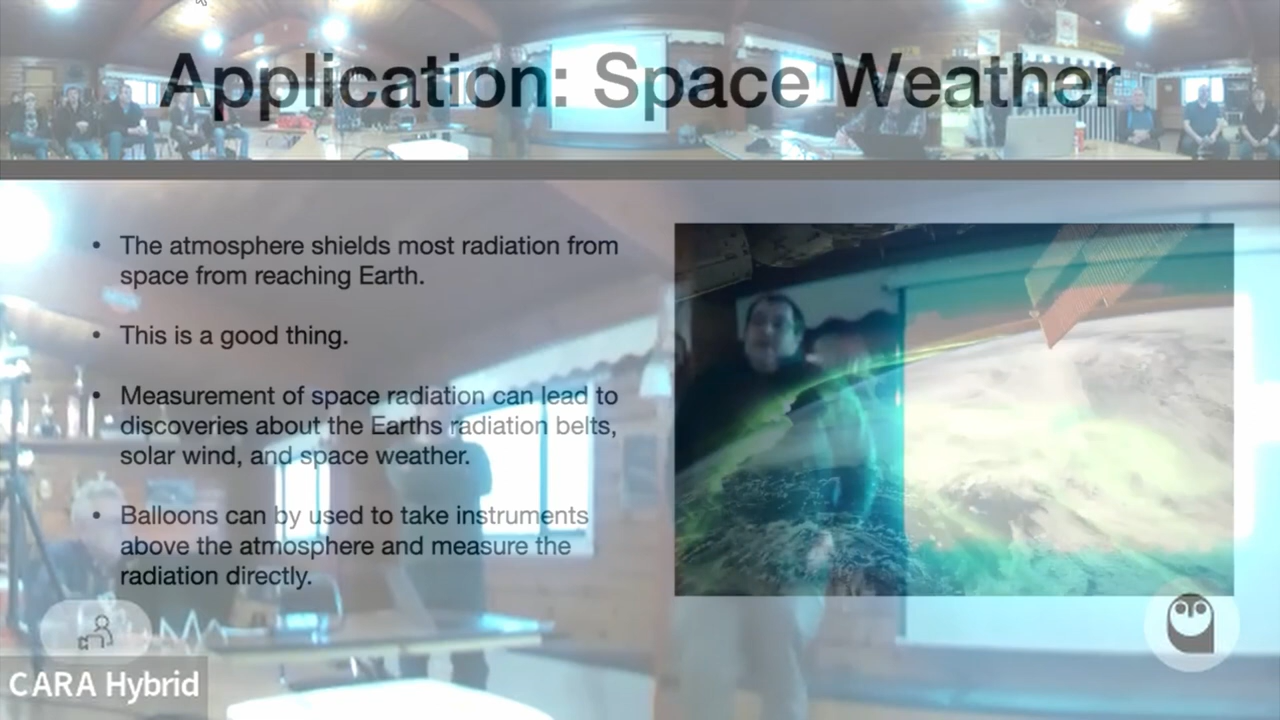 Application: Space Weather
• The atmosphere shields most radiation from
space from reaching Earth.
• This is a good thing.
• Measurement of space radiation can lead to
discoveries about the Earths radiation belts,
solar wind, and space weather.
• Balloons can by used to take instruments
above the atmosphere and measure the
radiation directly.
CARA Hybrid